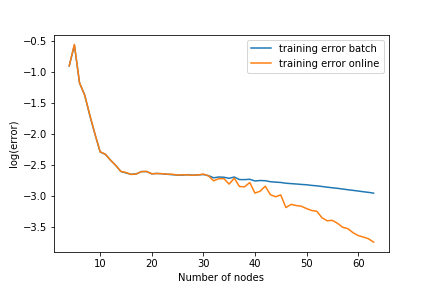 −0.5
−1.0
−1.5
−2.0
−2.5
−3.0
−3.5
log(error)
training error batch
training error online
10 20 30 40 50 60
Number of nodes